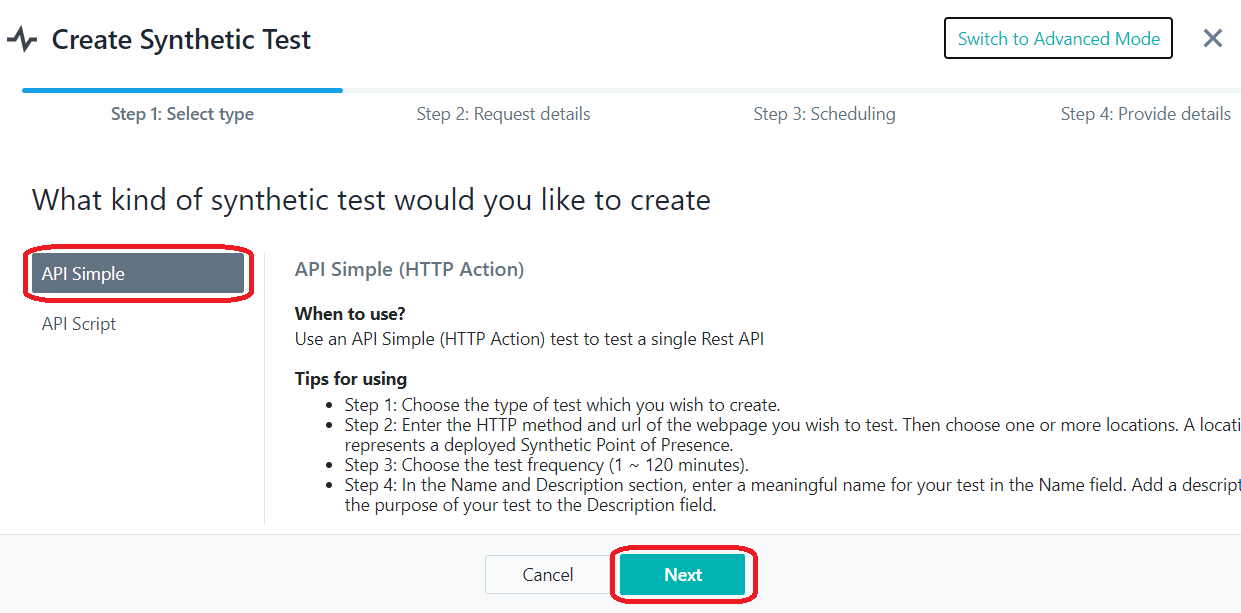 Create Synthetic Test
Switch to Advanced Mode
Step 1: Select type
Step 2: Request details
Step 3: Scheduling
Step 4: Provide details
What kind of synthetic test would you like to create
API Simple
API Script
API Simple (HTTP Action)
When to use?
Use an API Simple (HTTP Action) test to test a single Rest API
Tips for using
• Step 1: Choose the type of test which you wish to create.
• Step 2: Enter the HTTP method and url of the webpage you wish to test. Then choose one or more locations. A locati
represents a deployed Synthetic Point of Presence.
• Step 3: Choose the test frequency (1 ~ 120 minutes).
• Step 4: In the Name and Description section, enter a meaningful name for your test in the Name field. Add a descript
the purpose of your test to the Description field.
Cancel
Next